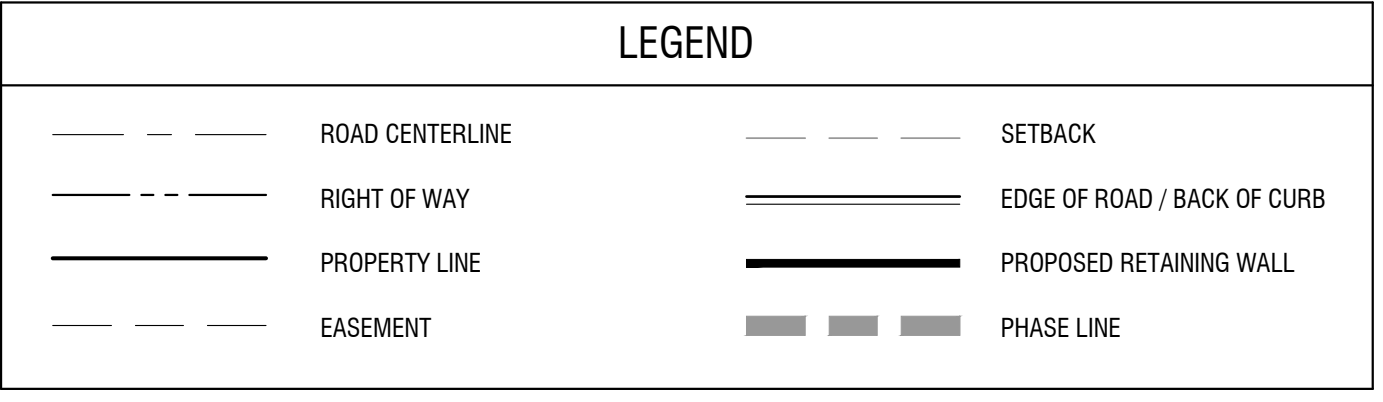 LEGEND
ROAD CENTERLINE
RIGHT OF WAY
PROPERTY LINE
EASEMENT
SETBACK
EDGE OF ROAD / BACK OF CURB
PROPOSED RETAINING WALL
PHASE LINE